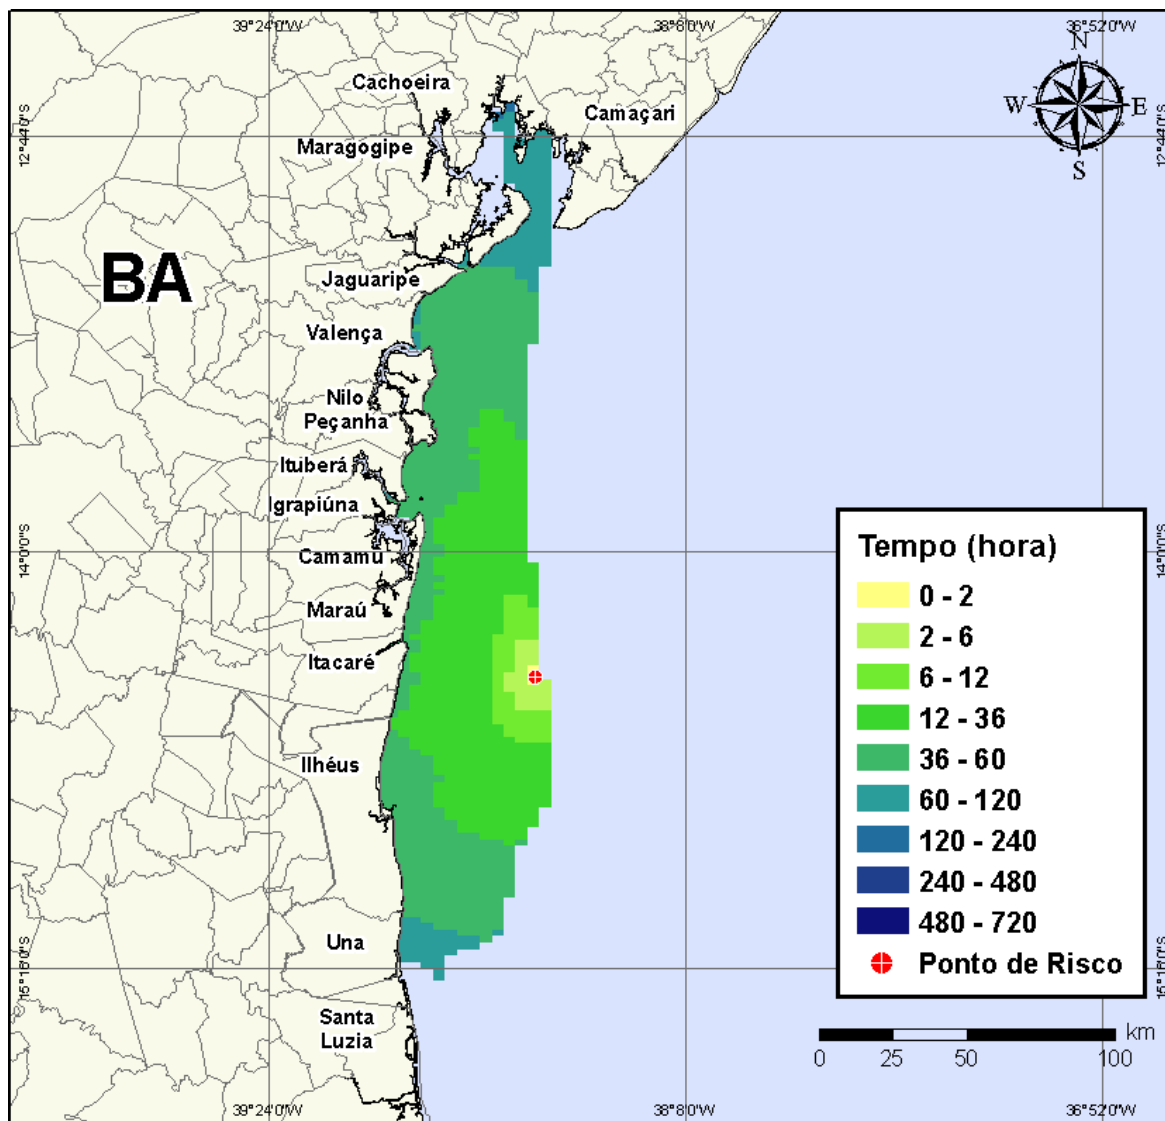 39°24'0"W
38°8'0"W
36°52'0"W
N
W
E
S
12°44'0"S
12°44'0"S
Cachoeira
Camaçari
Maragogipe
BA
Jaguaripe
Valença
Nilo
Peçanha
Ituberá
Igrapiúna
14°0'0"S
14°0'0"S
Camamu
Maraú
Itacaré
Ilhéus
Una
15°16'0"S
15°16'0"S
Santa
Luzia
Tempo (hora)
0 - 2
2 - 6
6 - 12
12 - 36
36 - 60
60 - 120
120 - 240
240 - 480
480 - 720
Ponto de Risco
km
0 25 50 100
39°24'0"W
38°8'0"W
36°52'0"W